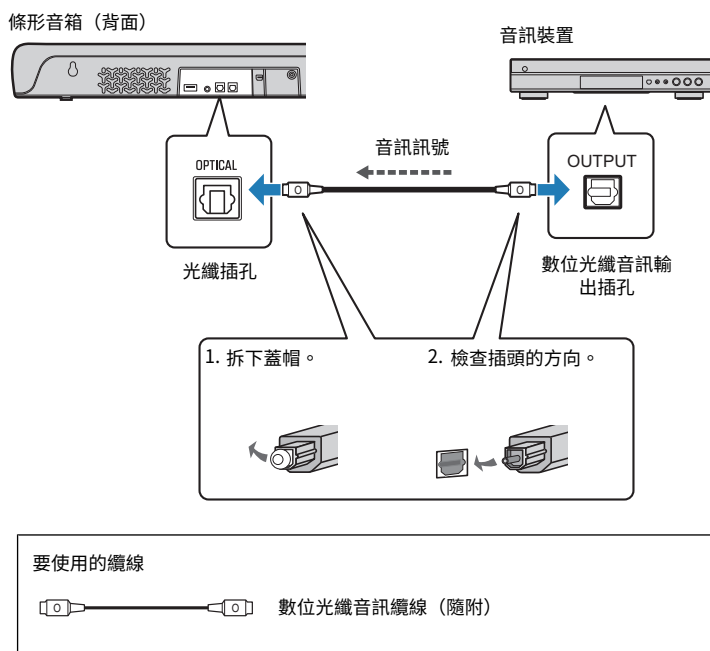 條形音箱（背面）
音訊裝置
音訊訊號
OPTICAL
OUTPUT
光纖插孔
數位光纖音訊輸
出插孔
1. 拆下蓋帽。
2. 檢查插頭的方向。
要使用的纜線
數位光纖音訊纜線（隨附）